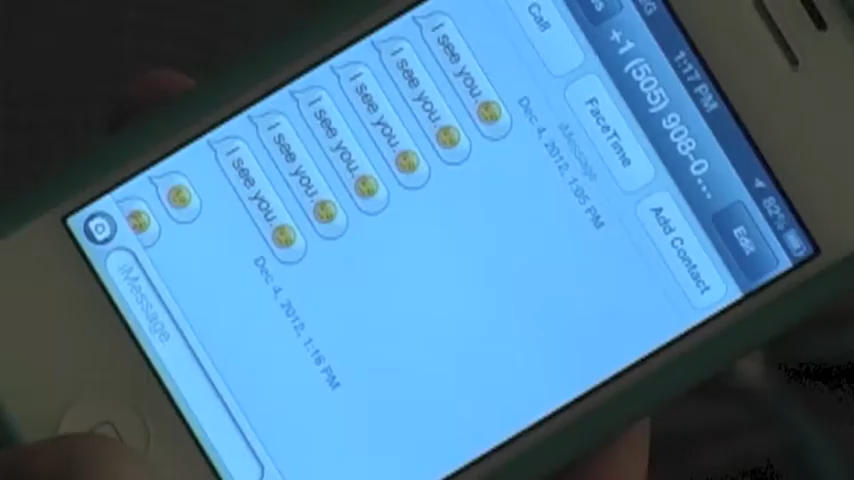 1:17 PM
82%
+1 (505) 908-0...
Edit
Call
FaceTime
Add Contact
iMessage
Dec 4, 2012, 1:05 PM
I see you.
I see you.
I see you.
I see you.
I see you.
I see you.
Dec 4, 2012, 1:16 PM
iMessage